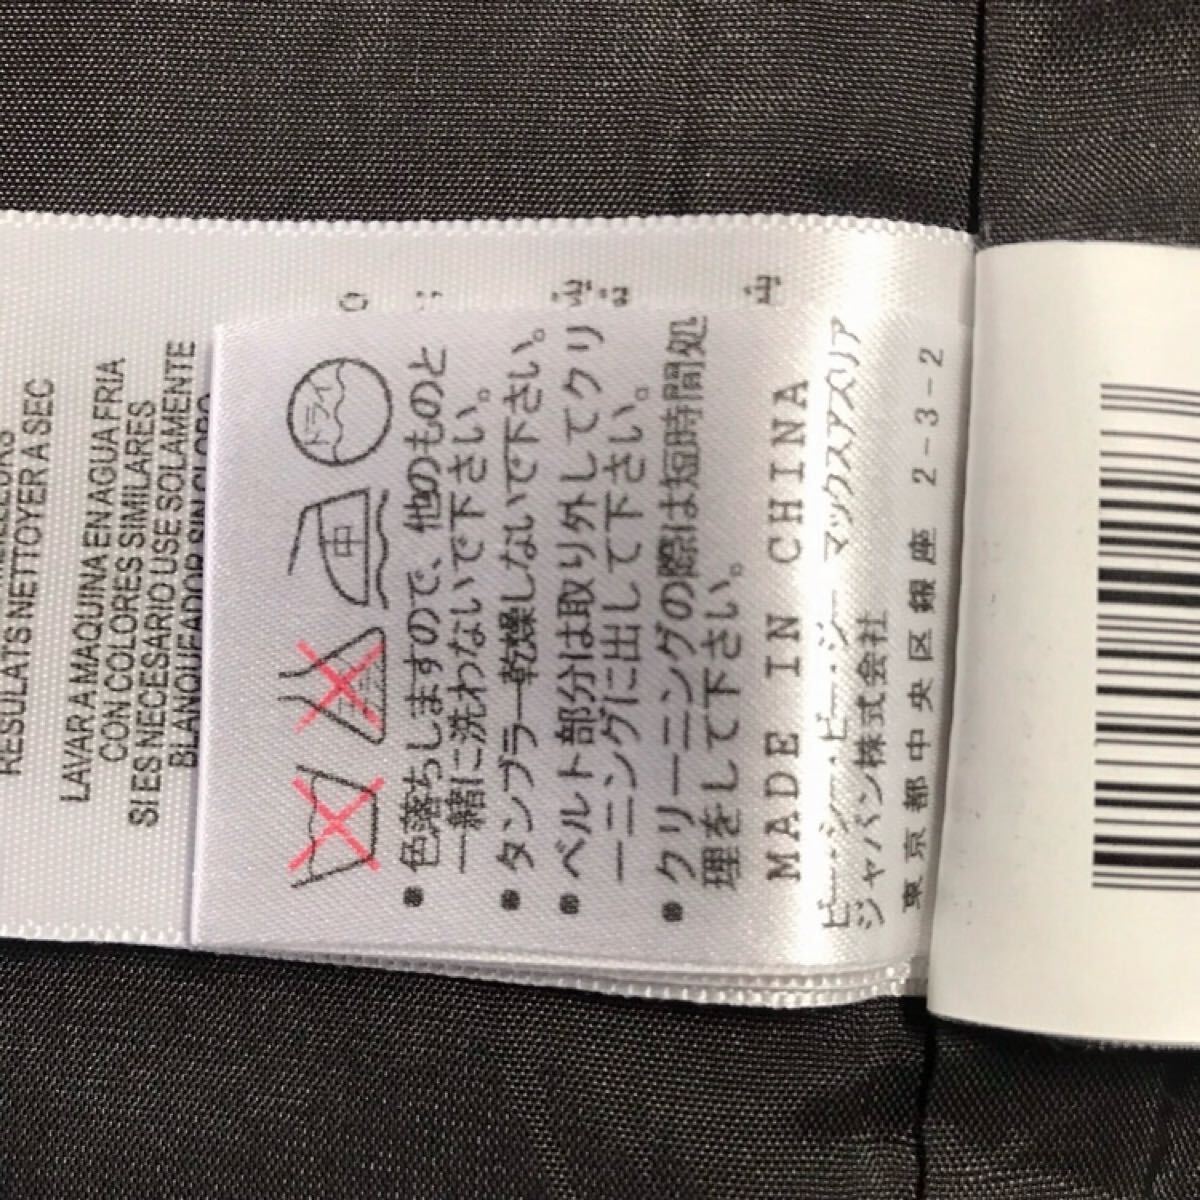 RESULATS NETTOYER A SEC
LAVAR A MAQUINA EN AGUA FRIA
CON COLORES SIMILARES
SI ES NECESARIO USE SOLAMENTE
BLANQUEADOR SIN CLORO
中 ドライ
●色落ちしますので、他のものと
一緒に洗わないで下さい。
●タンブラー乾燥しないで下さい。
●ベルト部分は取り外してクリ
ーニングに出して下さい。
●クリーニングの際は短時間処
理をして下さい。
MADE IN CHINA
ビー・シー・ビー・ジー マックスアズリア
ジャパン株式会社
東京都中央区銀座 2-3-2